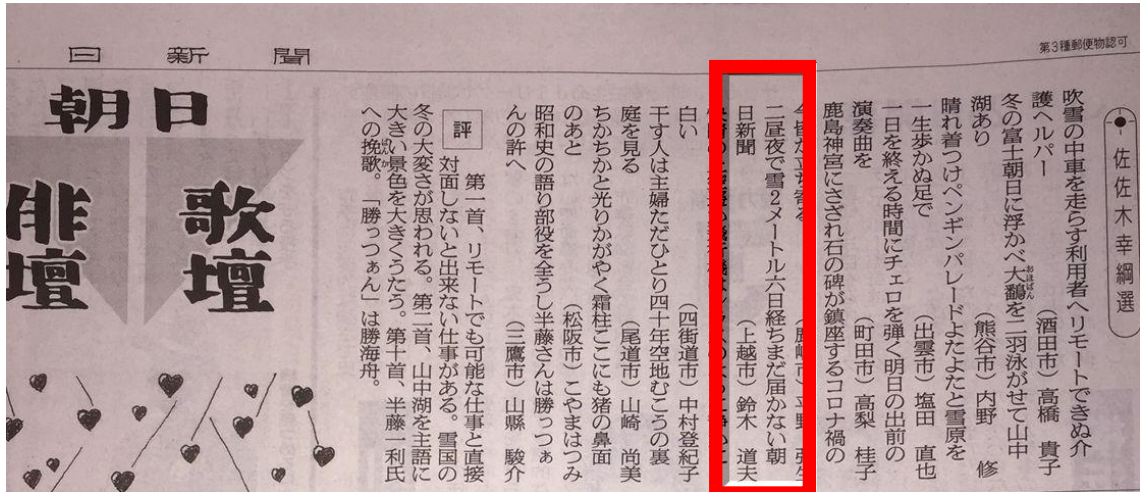 第3種郵便物認可
佐佐木幸綱選
吹雪の中車を走らす利用者へリモートできぬ介
護ヘルパー
（酒田市）高橋　貴子
冬の富士朝日に浮かべ大鷭を二羽泳がせて山中
おおばん
湖あり
（熊谷市）内野　修
晴れ着つけペンギンパレードよたよたと雪原を
一生歩かぬ足で
（出雲市）塩田　直也
一日を終える時間にチェロを弾く明日の出前の
演奏曲を
（町田市）高梨　桂子
鹿島神宮にさざれ石の碑が鎮座するコロナ禍の
今皆が立ち寄る
（鹿嶋市）平野
二昼夜で雪2メートル六日経ちまだ届かない朝
日新聞
（上越市）鈴木　道夫
白い
（四街道市）中村登紀子
干す人は主婦ただひとり四十年空地むこうの裏
庭を見る
（尾道市）山崎　尚美
ちかちかと光りかがやく霜柱ここにも猪の鼻面
のあと
（松阪市）こやまはつみ
昭和史の語り部役を全うし半藤さんは勝っつぁ
んの許へ
（三鷹市）山縣　駿介
評
第一首、リモートでも可能な仕事と直接
対面しないと出来ない仕事がある。雪国の
冬の大変さが思われる。第二首、山中湖を主語に
大きい景色を大きくうたう。第十首、半藤一利氏
への挽歌。「勝っつぁん」は勝海舟。
ばんか
日新聞
朝日
歌壇
俳壇